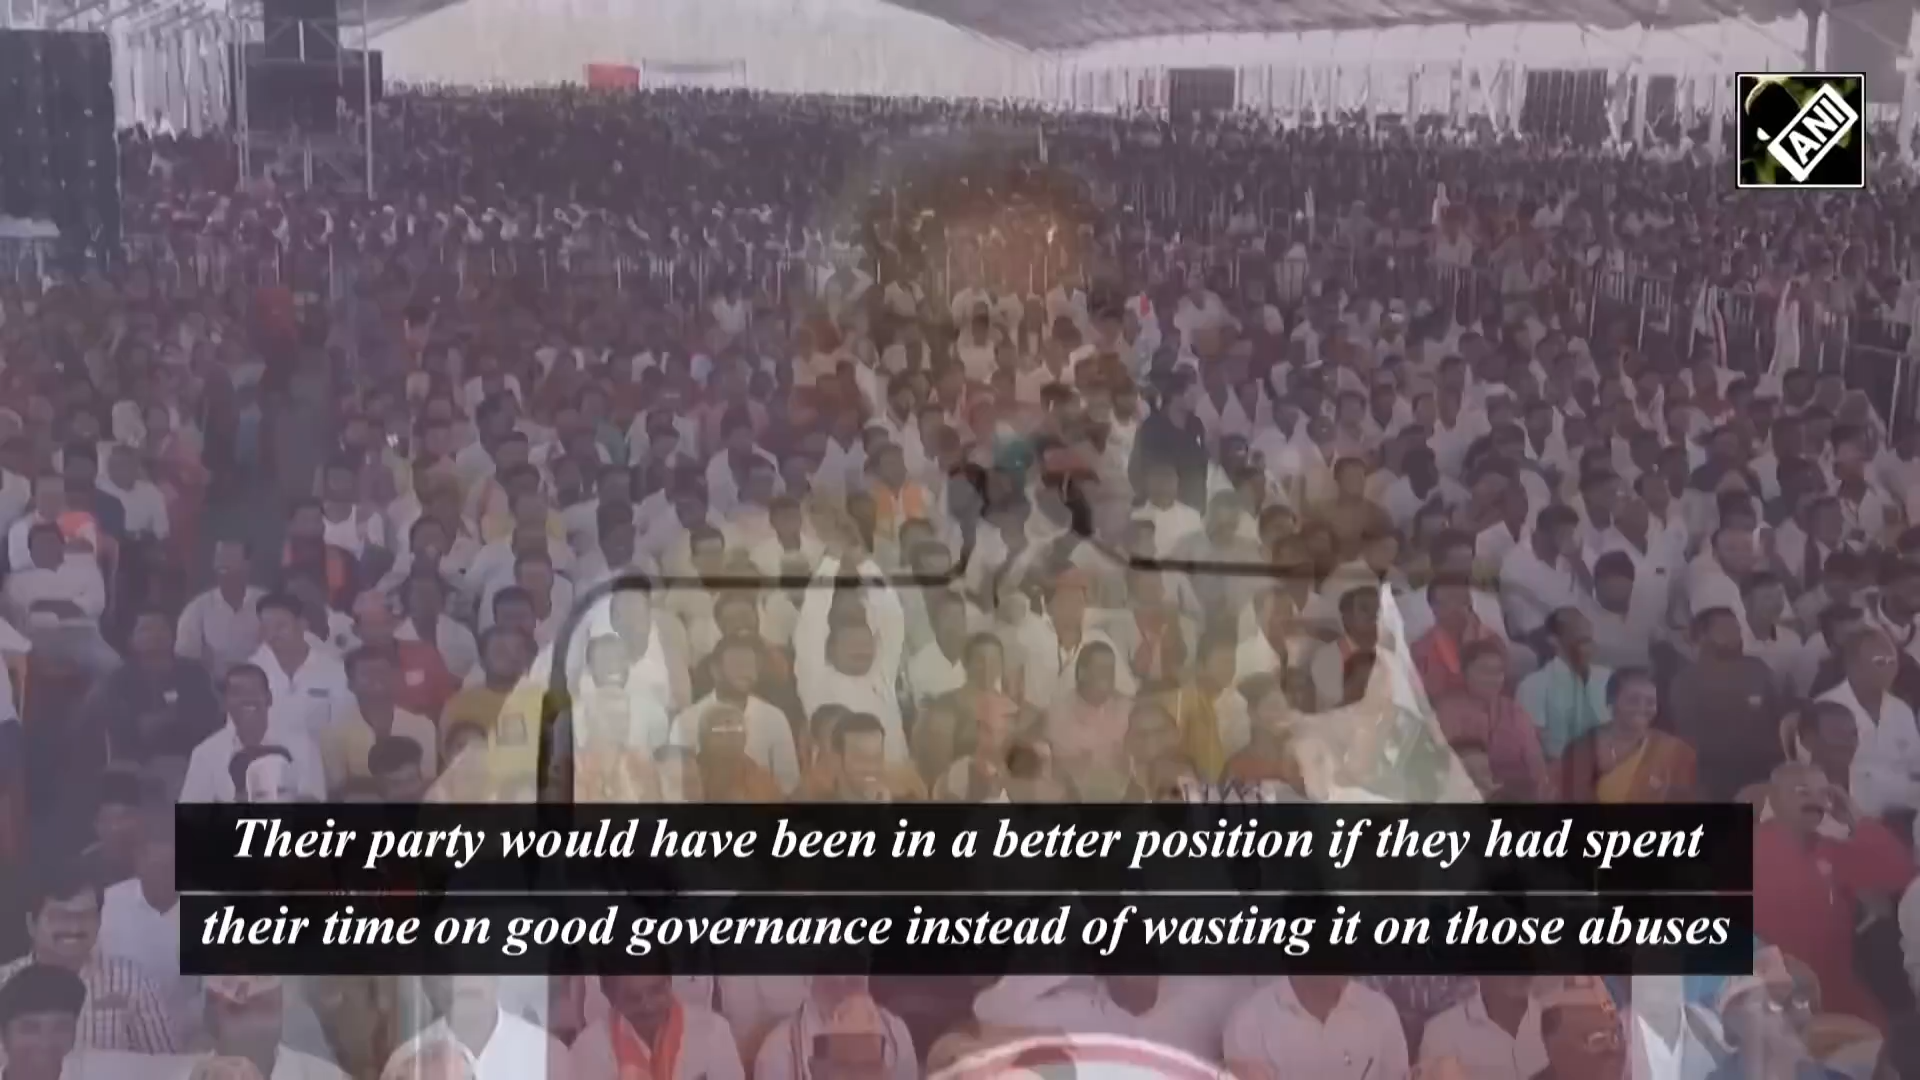 ANI
Their party would have been in a better position if they had spent
their time on good governance instead of wasting it on those abuses